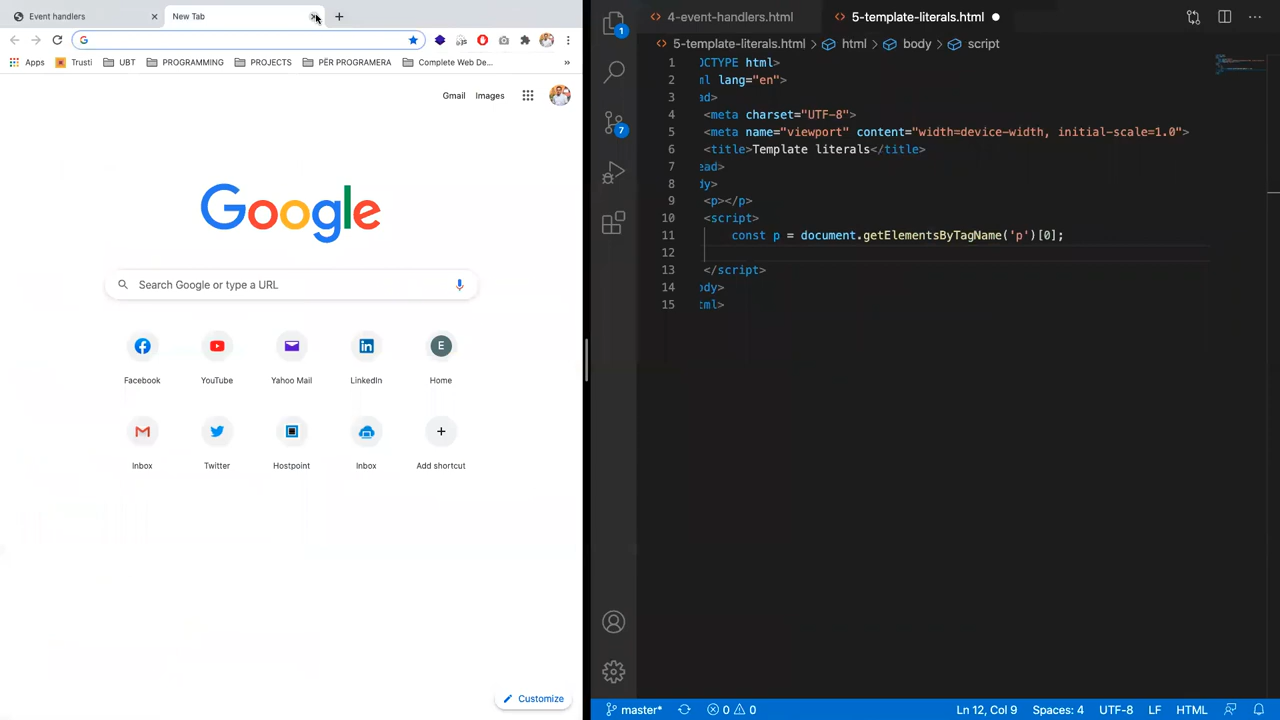 Event handlers
New Tab
Apps
Trusti
UBT
PROGRAMMING
PROJECTS
PËR PROGRAMERA
Complete Web De...
»
Gmail
Images
Google
Search Google or type a URL
Facebook
YouTube
Yahoo Mail
LinkedIn
E
Home
Inbox
Twitter
Hostpoint
Inbox
Add shortcut
Customize
4-event-handlers.html
5-template-literals.html
5-template-literals.html > html > body > script
1
7
1 OCTYPE html>
2 ml lang="en">
3 ad>
4 <meta charset="UTF-8">
5 <meta name="viewport" content="width=device-width, initial-scale=1.0">
6 <title>Template literals</title>
7 ead>
8 dy>
9 <p></p>
10 <script>
11 const p = document.getElementsByTagName('p')[0];
12
13 </script>
14 ody>
15 tml>
master*
0
0
Ln 12, Col 9
Spaces: 4
UTF-8
LF
HTML